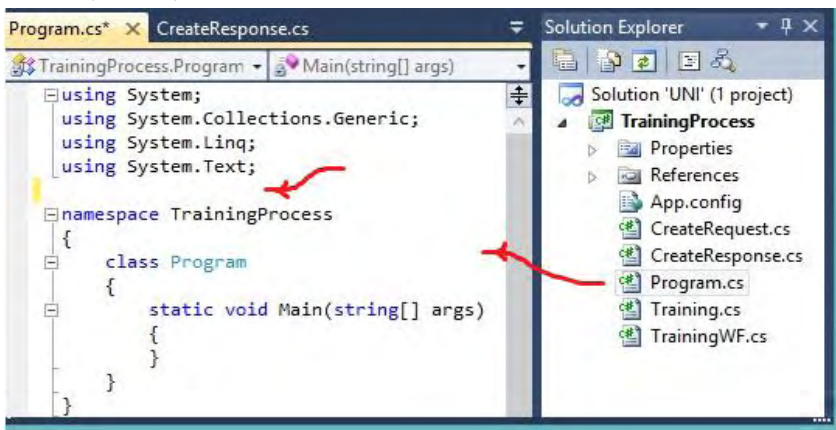 Program.cs* CreateResponse.cs
TrainingProcess.Program Main(string[] args)
using System;
using System.Collections.Generic;
using System.Linq;
using System.Text;
namespace TrainingProcess
{
class Program
{
static void Main(string[] args)
{
}
}
}
Solution Explorer
Solution 'UNI' (1 project)
TrainingProcess
Properties
References
App.config
CreateRequest.cs
CreateResponse.cs
Program.cs
Training.cs
TrainingWF.cs